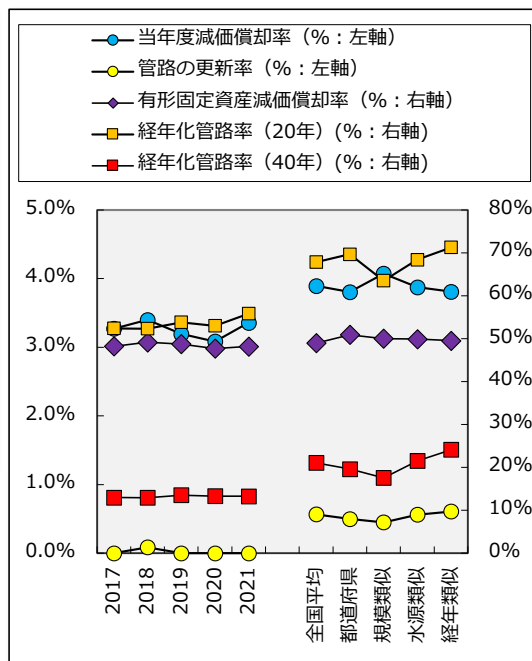 当年度減価償却率（%：左軸）
管路の更新率（%：左軸）
有形固定資産減価償却率（%：右軸）
経年化管路率（20年）(%：右軸)
経年化管路率（40年）(%：右軸)
5.0%
4.0%
3.0%
2.0%
1.0%
0.0%
80%
70%
60%
50%
40%
30%
20%
10%
0%
2017
2018
2019
2020
2021
全国平均
都道府県
規模類似
水源類似
経年類似